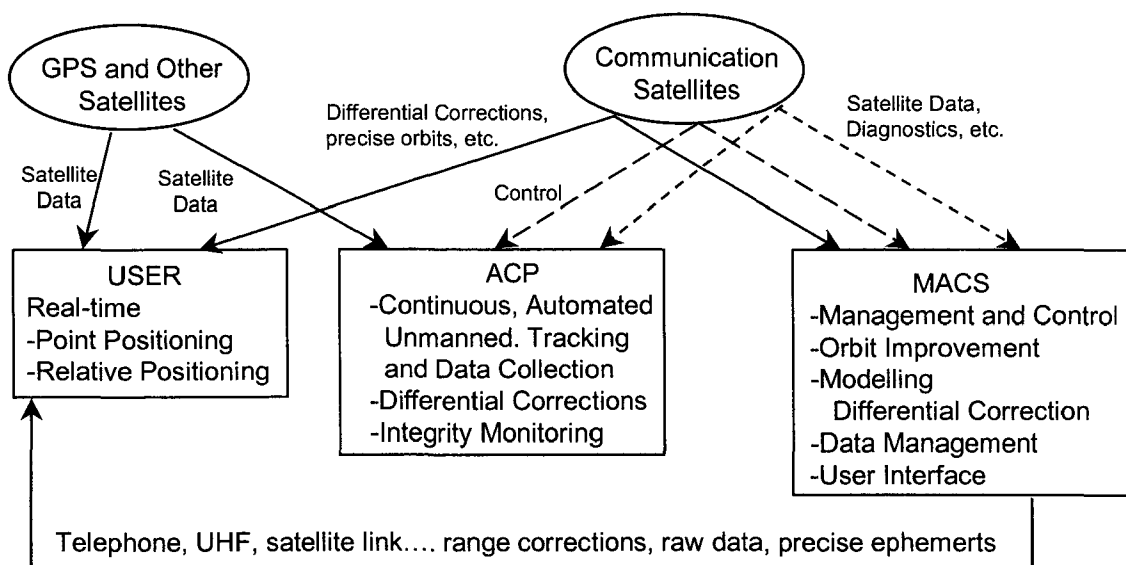 GPS and Other
Satellites
Communication
Satellites
Differential Corrections,
precise orbits, etc.
Satellite Data,
Diagnostics, etc.
Satellite
Data
Satellite
Data
Control
USER
Real-time
-Point Positioning
-Relative Positioning
ACP
-Continuous, Automated
Unmanned. Tracking
and Data Collection
-Differential Corrections
-Integrity Monitoring
MACS
-Management and Control
-Orbit Improvement
-Modelling
Differential Correction
-Data Management
-User Interface
Telephone, UHF, satellite link.... range corrections, raw data, precise ephemerts